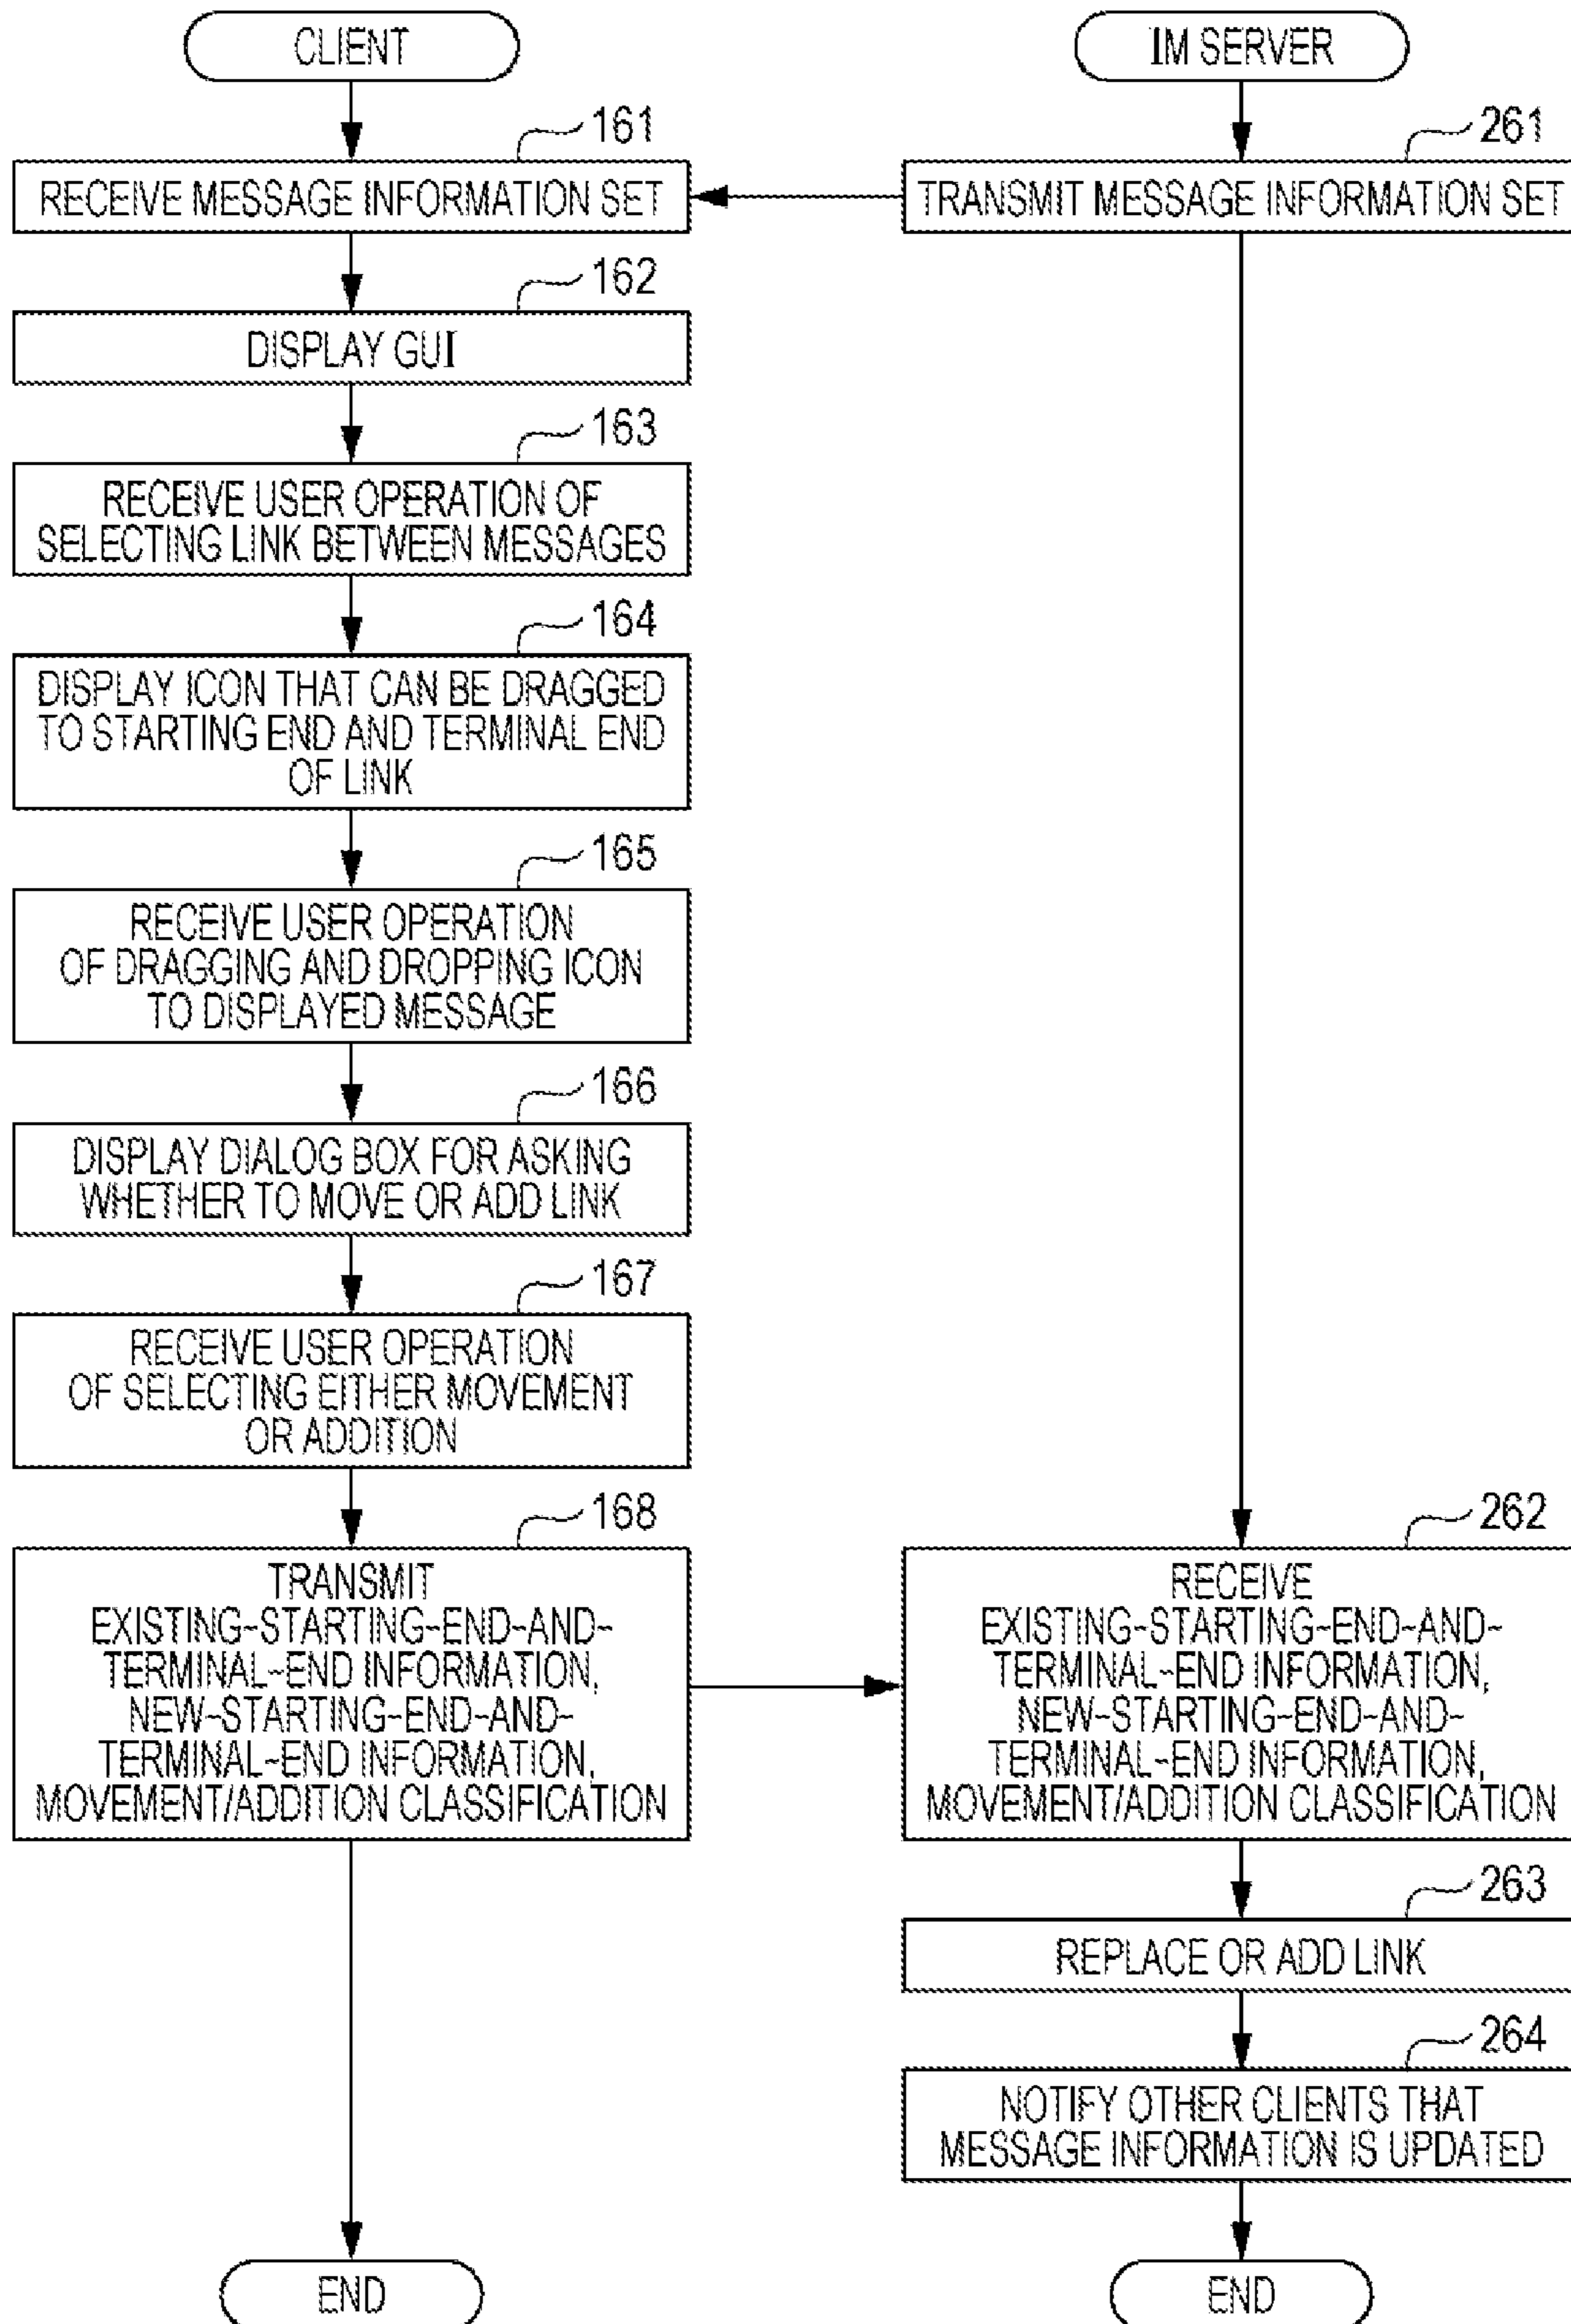 CLIENT
161
RECEIVE MESSAGE INFORMATION SET
162
DISPLAY GUI
163
RECEIVE USER OPERATION OF
SELECTING LINK BETWEEN MESSAGES
164
DISPLAY ICON THAT CAN BE DRAGGED
TO STARTING END AND TERMINAL END
OF LINK
165
RECEIVE USER OPERATION
OF DRAGGING AND DROPPING ICON
TO DISPLAYED MESSAGE
166
DISPLAY DIALOG BOX FOR ASKING
WHETHER TO MOVE OR ADD LINK
167
RECEIVE USER OPERATION
OF SELECTING EITHER MOVEMENT
OR ADDITION
168
TRANSMIT
EXISTING-STARTING-END-AND-
TERMINAL-END INFORMATION,
NEW-STARTING-END-AND-
TERMINAL-END INFORMATION,
MOVEMENT/ADDITION CLASSIFICATION
END
IM SERVER
261
TRANSMIT MESSAGE INFORMATION SET
262
RECEIVE
EXISTING-STARTING-END-AND-
TERMINAL-END INFORMATION,
NEW-STARTING-END-AND-
TERMINAL-END INFORMATION,
MOVEMENT/ADDITION CLASSIFICATION
263
REPLACE OR ADD LINK
264
NOTIFY OTHER CLIENTS THAT
MESSAGE INFORMATION IS UPDATED
END